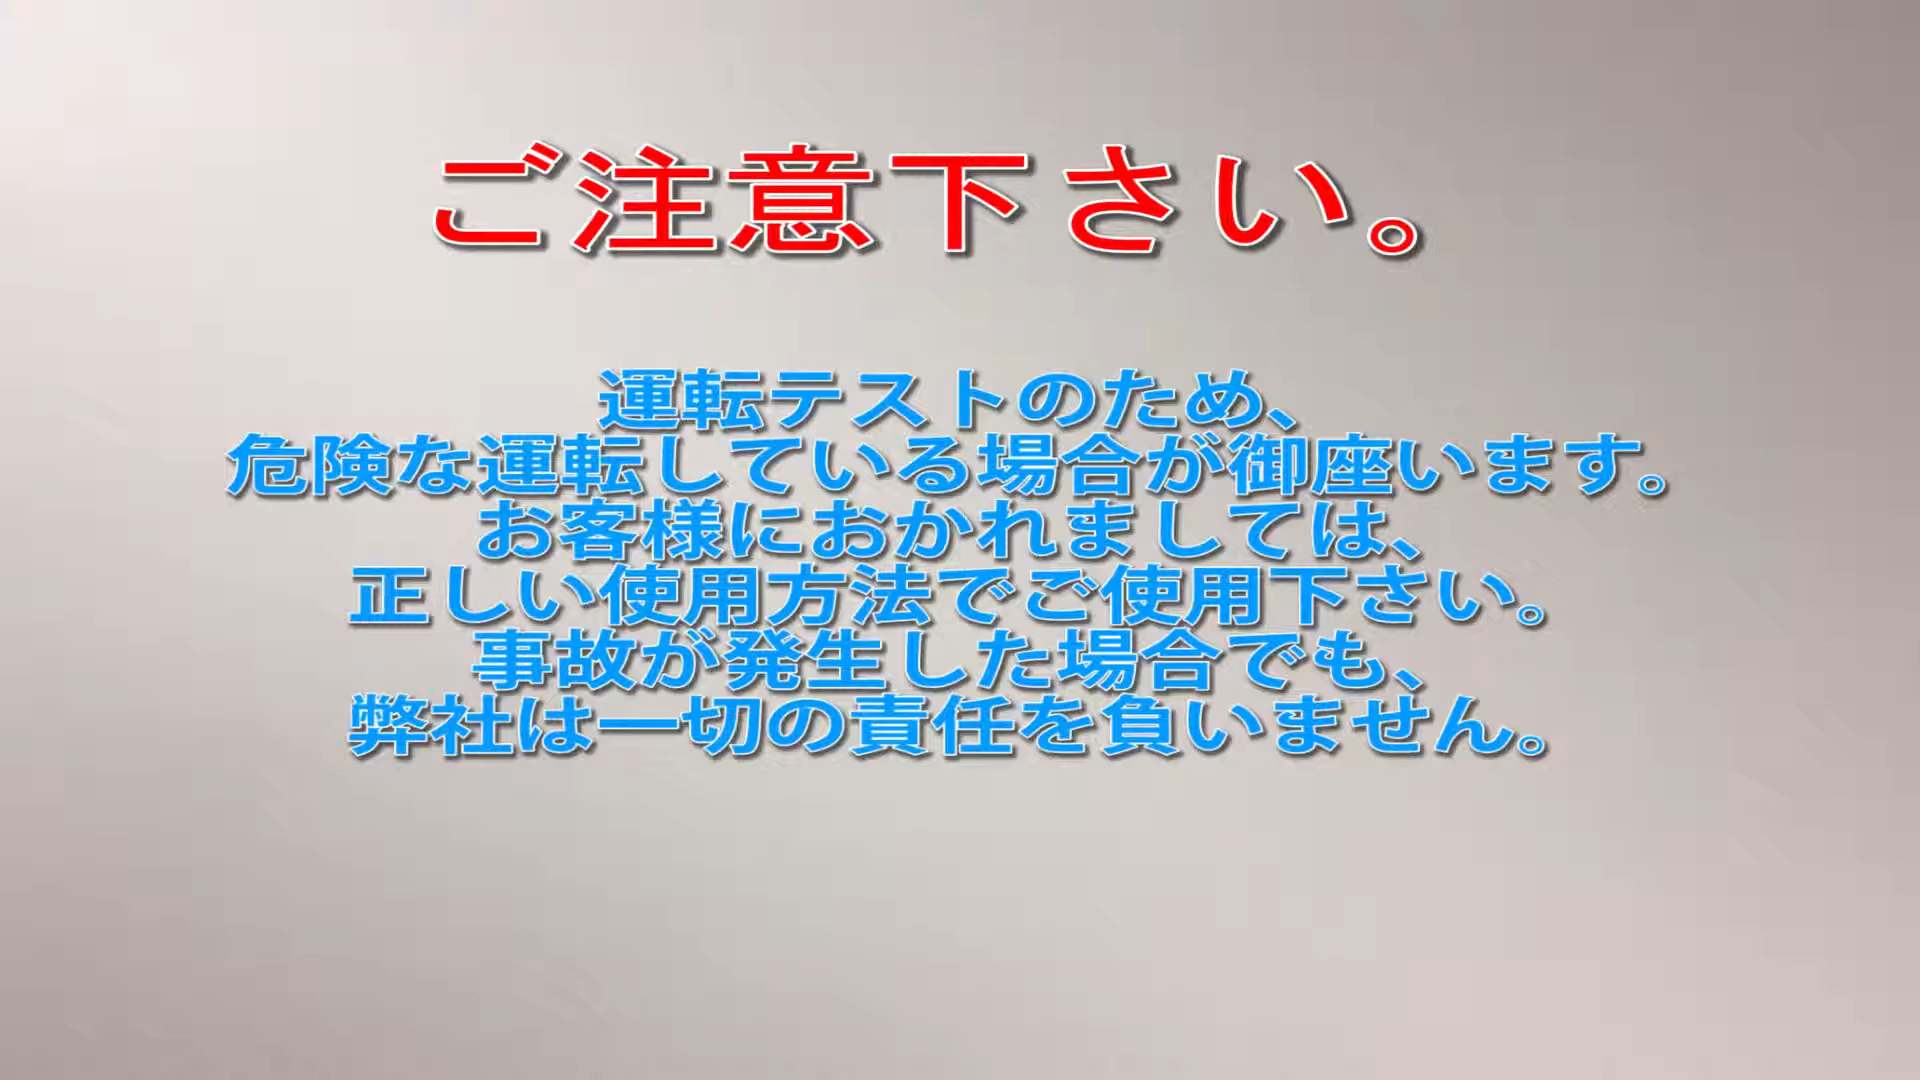 ご注意下さい。
運転テストのため、
危険な運転している場合が御座います。
お客様におかれましては、
正しい使用方法でご使用下さい。
事故が発生した場合でも、
弊社は一切の責任を負いません。